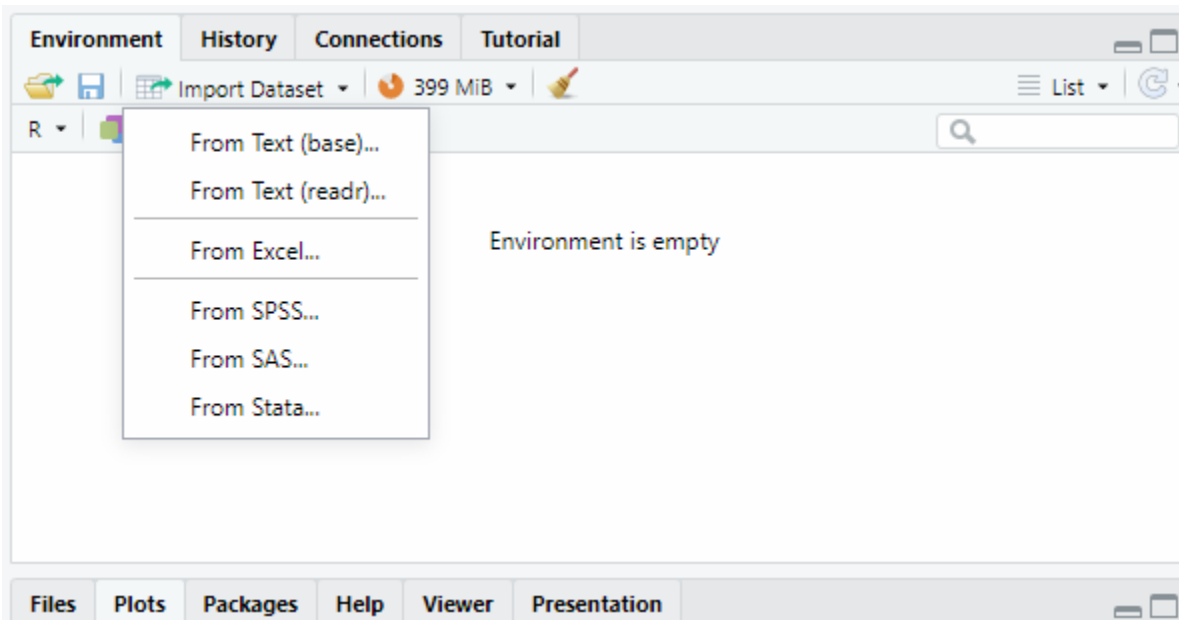 Environment History Connections Tutorial
Import Dataset 399 MiB List
R
From Text (base)...
From Text (readr)...
Environment is empty
From Excel...
From SPSS...
From SAS...
From Stata...
Files Plots Packages Help Viewer Presentation